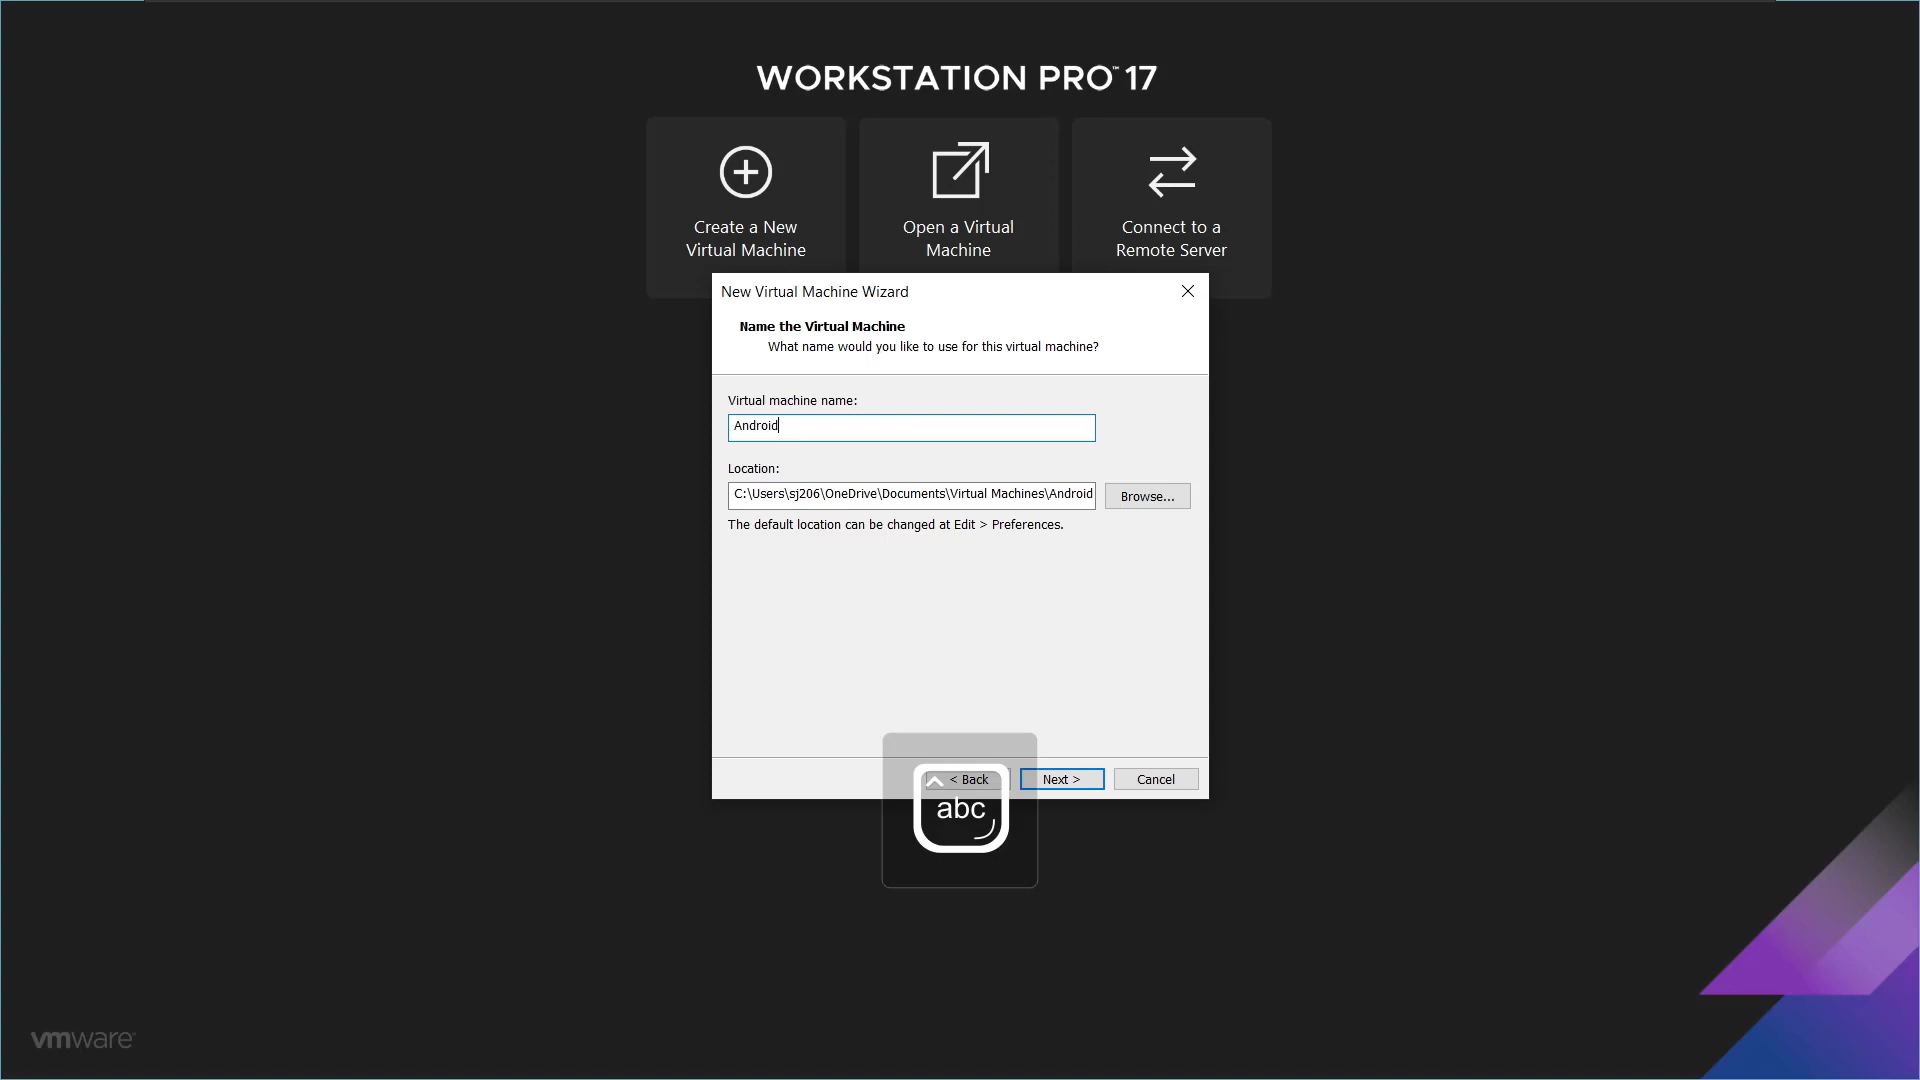 WORKSTATION PRO™ 17
Create a New
Virtual Machine
Open a Virtual
Machine
Connect to a
Remote Server
New Virtual Machine Wizard
Name the Virtual Machine
What name would you like to use for this virtual machine?
Virtual machine name:
Android
Location:
C:\Users\sj206\OneDrive\Documents\Virtual Machines\Android
Browse...
The default location can be changed at Edit > Preferences.
< Back
Next >
Cancel
abc
vmware